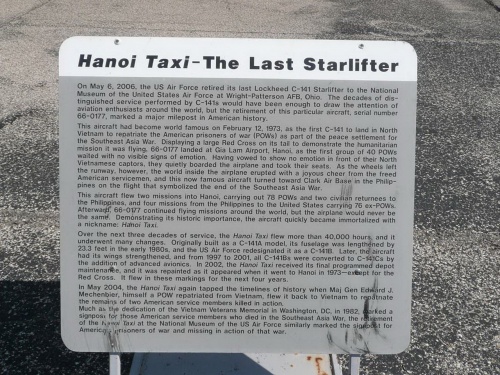 Hanoi Taxi-The Last Starlifter
On May 6, 2006, the US Air Force retired its last Lockheed C-141 Starlifter to the National
Museum of the United States Air Force at Wright-Patterson AFB, Ohio. The decades of dis-
tinguished service performed by C-141s would have been enough to draw the attention of
aviation enthusiasts around the world, but the retirement of this particular aircraft, serial number
66-0177, marked a major milepost in American history.
This aircraft had become world famous on February 12, 1973, as the first C-141 to land in North
Vietnam to repatriate the American prisoners of war (POWs) as part of the peace settlement for
the Southeast Asia War. Displaying a large Red Cross on its tail to demonstrate the humanitarian
mission it was flying, 66-0177 landed at Gia Lam Airport, Hanoi, as the first group of 40 POWs
waited with no visible signs of emotion. Having vowed to show no emotion in front of their North
Vietnamese captors, they quietly boarded the airplane and took their seats. As the wheels left
the runway, however, the world inside the airplane erupted with a joyous cheer from the freed
American servicemen, and this now famous aircraft turned toward Clark Air Base in the Philip-
pines on the flight that symbolized the end of the Southeast Asia War.
This aircraft flew two missions into Hanoi, carrying out 78 POWs and two civilian returnees to
the Philippines, and four missions from the Philippines to the United States carrying 76 ex-POWs.
Afterward, 66-0177 continued flying missions around the world, but the airplane would never be
the same. Demonstrating its historic importance, the aircraft quickly became immortalized with
a nickname: Hanoi Taxi.
Over the next three decades of service, the Hanoi Taxi flew more than 40,000 hours, and it
underwent many changes. Originally built as a C-141A model, its fuselage was lengthened by
23.3 feet in the early 1980s, and the US Air Force redesignated it as a C-141B. Later, the aircraft
had its wings strengthened, and from 1997 to 2001, all C-141Bs were converted to C-141Cs by
the addition of advanced avionics. In 2002, the Hanoi Taxi received its final programmed depot
maintenance, and it was repainted as it appeared when it went to Hanoi in 1973—except for the
Red Cross. It flew in these markings for the next four years.
In May 2004, the Hanoi Taxi again tapped the timelines of history when Maj Gen Edward J.
Mechenbier, himself a POW repatriated from Vietnam, flew it back to Vietnam to repatriate
the remains of two American service members killed in action.
Much as the dedication of the Vietnam Veterans Memorial in Washington, DC, in 1982, marked a
signpost for those American service members who died in the Southeast Asia War, the retirement
of the Hanoi Taxi at the National Museum of the US Air Force similarly marked the signpost for
American prisoners of war and missing in action of that war.